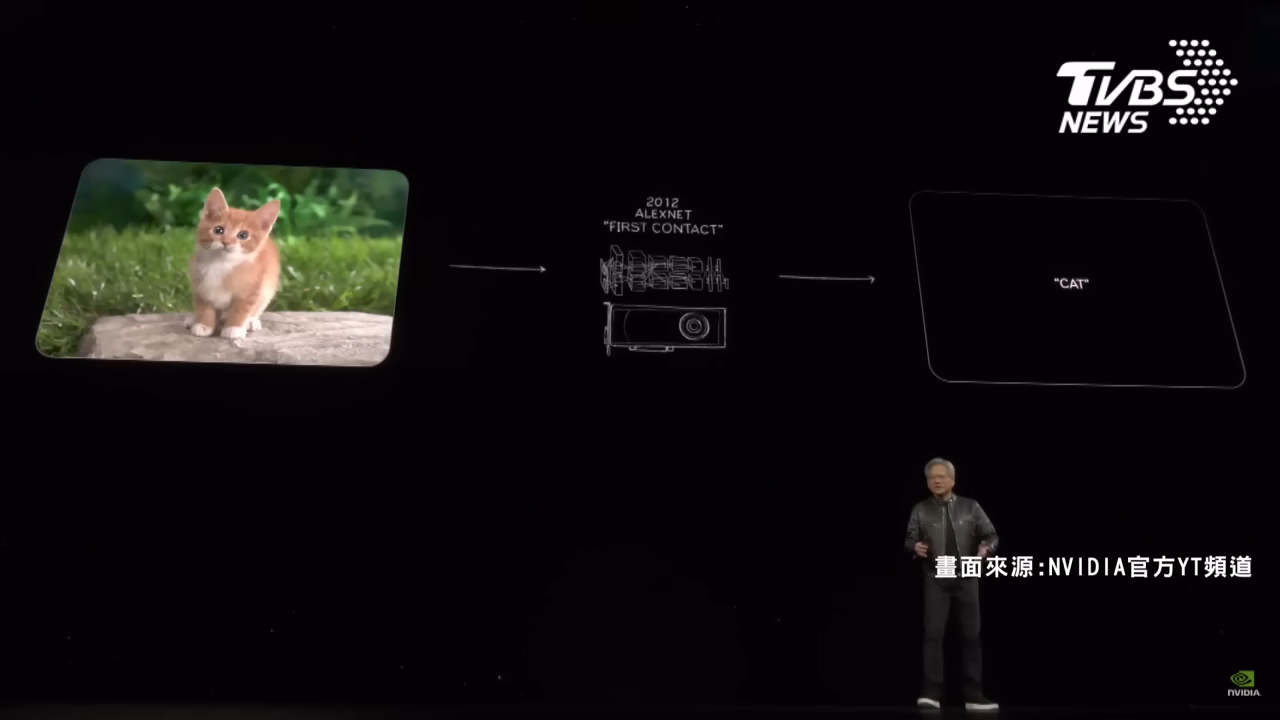 TVBS
NEWS
2012
ALEXNET
"FIRST CONTACT"
"CAT"
畫面來源:NVIDIA官方YT頻道
NVIDIA